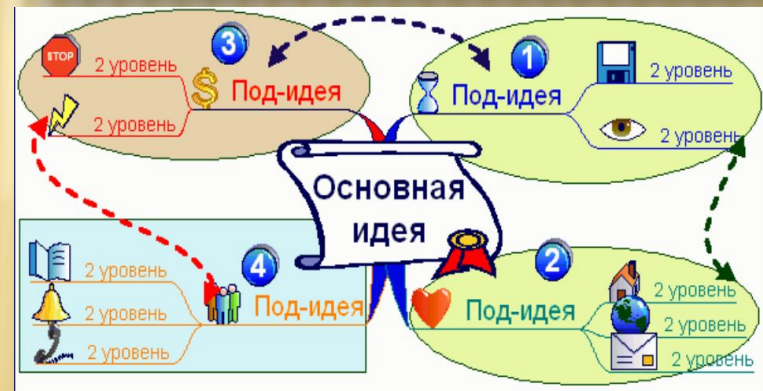 3
STOP
2 уровень
$ Под-идея
2 уровень
1
2 уровень
Под-идея
2 уровень
Основная
идея
4
2 уровень
Под-идея
2 уровень
2 уровень
2
2 уровень
Под-идея
2 уровень
2 уровень